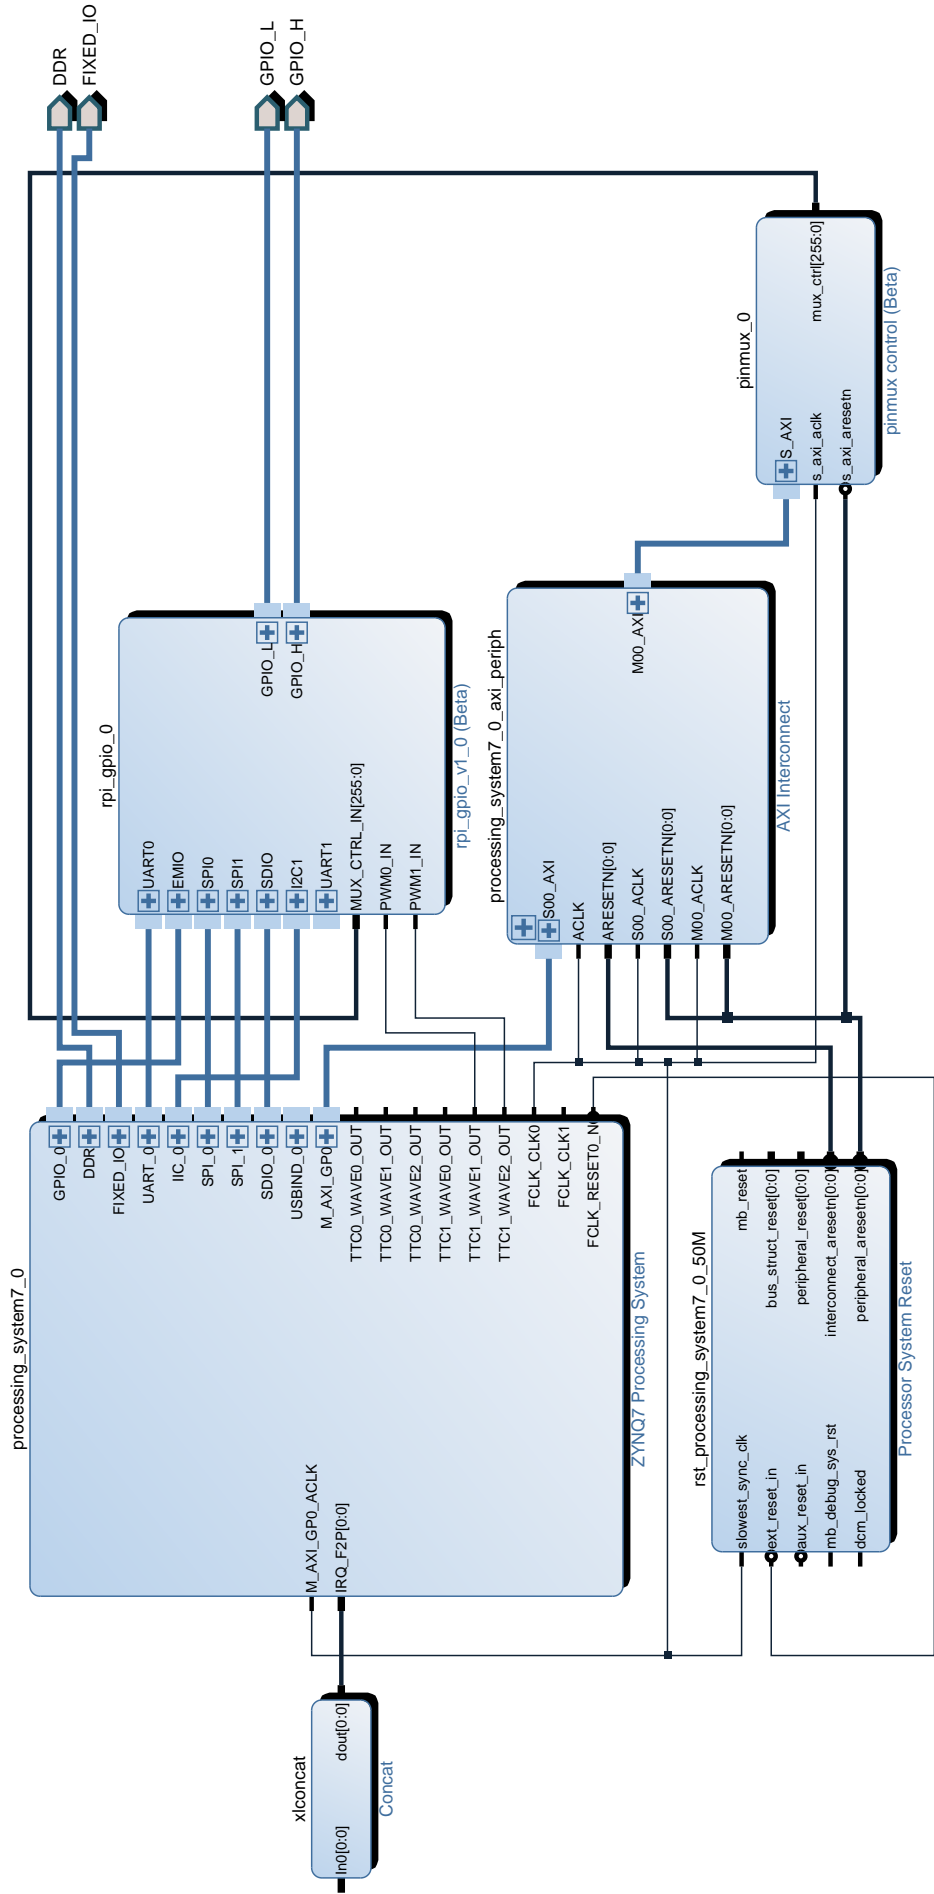 xlconcat
In0[0:0]
dout[0:0]
Concat
processing_system7_0
M_AXI_GP0_ACLK
IRQ_F2P[0:0]
GPIO_0
DDR
FIXED_IO
UART_0
IIC_0
SPI_0
SPI_1
SDIO_0
USBIND_0
M_AXI_GP0
TTC0_WAVE0_OUT
TTC0_WAVE1_OUT
TTC0_WAVE2_OUT
TTC1_WAVE0_OUT
TTC1_WAVE1_OUT
TTC1_WAVE2_OUT
FCLK_CLK0
FCLK_CLK1
FCLK_RESET0_N
ZYNQ7 Processing System
rst_processing_system7_0_50M
slowest_sync_clk
ext_reset_in
aux_reset_in
mb_debug_sys_rst
dcm_locked
mb_reset
bus_struct_reset[0:0]
peripheral_reset[0:0]
interconnect_aresetn[0:0]
peripheral_aresetn[0:0]
Processor System Reset
rpi_gpio_0
UART0
EMIO
SPI0
SPI1
SDIO
I2C1
UART1
MUX_CTRL_IN[255:0]
PWM0_IN
PWM1_IN
GPIO_L
GPIO_H
rpi_gpio_v1_0 (Beta)
processing_system7_0_axi_periph
S00_AXI
ACLK
ARESETN[0:0]
S00_ACLK
S00_ARESETN[0:0]
M00_ACLK
M00_ARESETN[0:0]
M00_AXI
AXI Interconnect
pinmux_0
S_AXI
s_axi_aclk
s_axi_aresetn
mux_ctrl[255:0]
pinmux control (Beta)
DDR
FIXED_IO
GPIO_L
GPIO_H